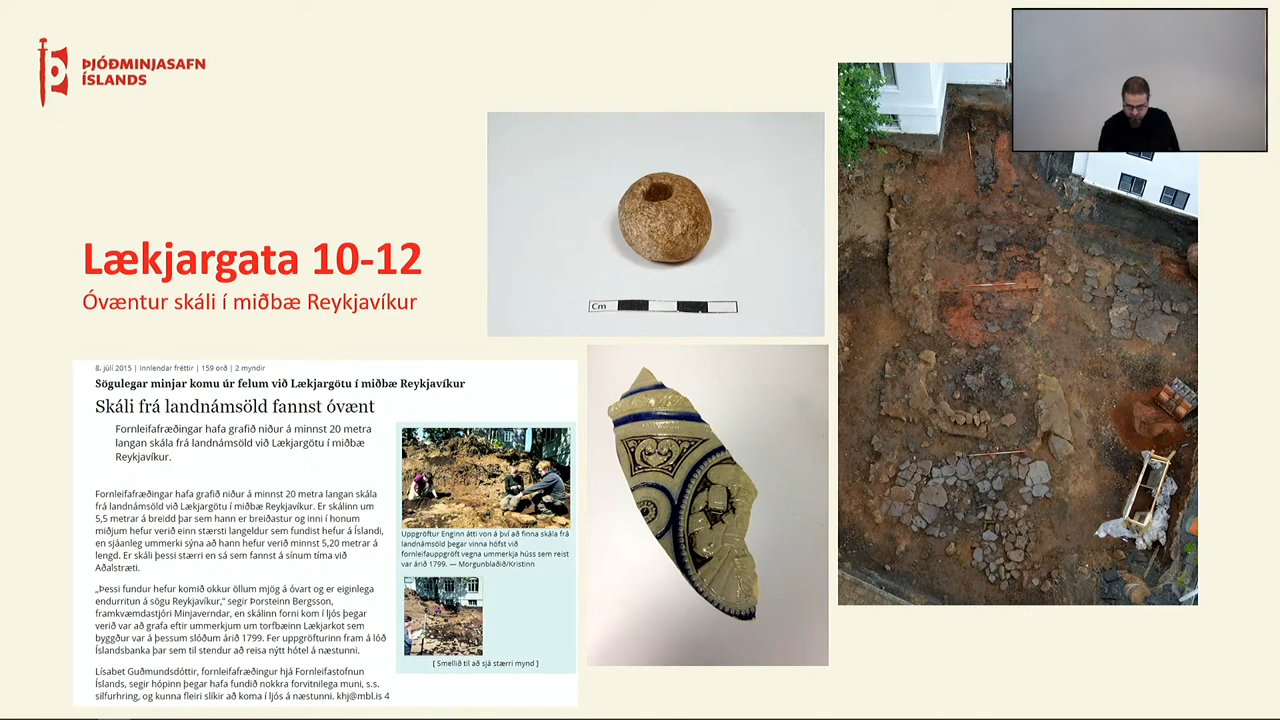 ÞJÓÐMINJASAFN
ÍSLANDS
Lækjargata 10-12
Óvæntur skáli í miðbæ Reykjavíkur
Cm
8. júlí 2015 | Innlendar fréttir | 159 orð | 2 myndir
Sögulegar minjar komu úr felum við Lækjargötu í miðbæ Reykjavíkur
Skáli frá landnámsöld fannst óvænt
Fornleifafræðingar hafa grafið niður á minnst 20 metra
langan skála frá landnámsöld við Lækjargötu í miðbæ
Reykjavíkur.
Fornleifafræðingar hafa grafið niður á minnst 20 metra langan skála
frá landnámsöld við Lækjargötu í miðbæ Reykjavíkur. Er skálinn um
5,5 metrar á breidd þar sem hann er breiðastur og inni í honum
miðjum hefur verið einn stærsti langeldur sem fundist hefur á Íslandi,
en sjáanleg ummerki sýna að hann hefur verið minnst 5,20 metrar á
lengd. Er skáli þessi stærri en sá sem fannst á sínum tíma við
Aðalstræti.
„Þessi fundur hefur komið okkur öllum mjög á óvart og er eiginlega
endurritun á sögu Reykjavíkur,“ segir Þorsteinn Bergsson,
framkvæmdastjóri Minjaverndar, en skálinn forni kom í ljós þegar
verið var að grafa eftir ummerkjum um torfbæinn Lækjarkot sem
byggður var á þessum slóðum árið 1799. Fer uppgröfturinn fram á lóð
Íslandsbanka þar sem til stendur að reisa nýtt hótel á næstunni.
Lísabet Guðmundsdóttir, fornleifafræðingur hjá Fornleifastofnun
Íslands, segir hópinn þegar hafa fundið nokkra forvitnilega muni, s.s.
silfurhring, og kunna fleiri slíkir að koma í ljós á næstunni. khj@mbl.is 4
Uppgröftur Enginn átti von á því að finna skála frá
landnámsöld þegar vinna hófst við
fornleifauppgröft vegna ummerkja húss sem reist
var árið 1799. — Morgunblaðið/Kristinn
[ Smellið til að sjá stærri mynd ]